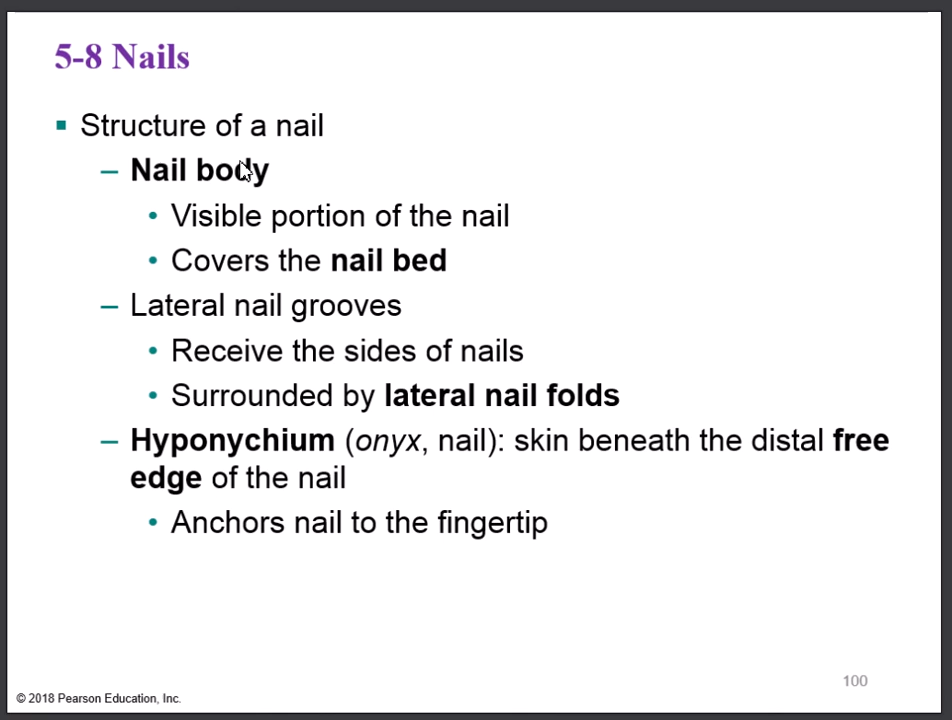 5-8 Nails
▪ Structure of a nail
– Nail body
• Visible portion of the nail
• Covers the nail bed
– Lateral nail grooves
• Receive the sides of nails
• Surrounded by lateral nail folds
– Hyponychium (onyx, nail): skin beneath the distal free
edge of the nail
• Anchors nail to the fingertip
100
© 2018 Pearson Education, Inc.